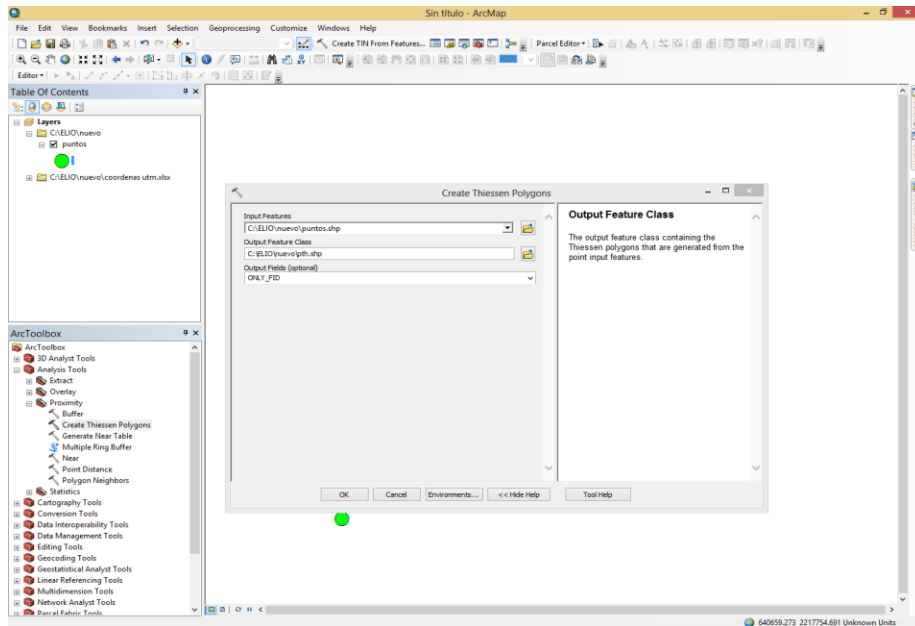 Sin título - ArcMap
File Edit View Bookmarks Insert Selection Geoprocessing Customize Windows Help
Create TIN From Features... Parcel Editor
Editor
Table Of Contents
Layers
C:\ELIO\nuevo
puntos
C:\ELIO\nuevo\coordenas utm.xlsx
ArcToolbox
ArcToolbox
3D Analyst Tools
Analysis Tools
Extract
Overlay
Proximity
Buffer
Create Thiessen Polygons
Generate Near Table
Multiple Ring Buffer
Near
Point Distance
Polygon Neighbors
Statistics
Cartography Tools
Conversion Tools
Data Interoperability Tools
Data Management Tools
Editing Tools
Geocoding Tools
Geostatistical Analyst Tools
Linear Referencing Tools
Multidimension Tools
Network Analyst Tools
Parcel Fabric Tools
Create Thiessen Polygons
Input Features
C:\ELIO\nuevo\puntos.shp
Output Feature Class
C:\ELIO\nuevo\pth.shp
Output Fields (optional)
ONLY_FID
OK Cancel Environments... << Hide Help Tool Help
Output Feature Class
The output feature class containing the
Thiessen polygons that are generated from the
point input features.
640659.273 2217754.691 Unknown Units